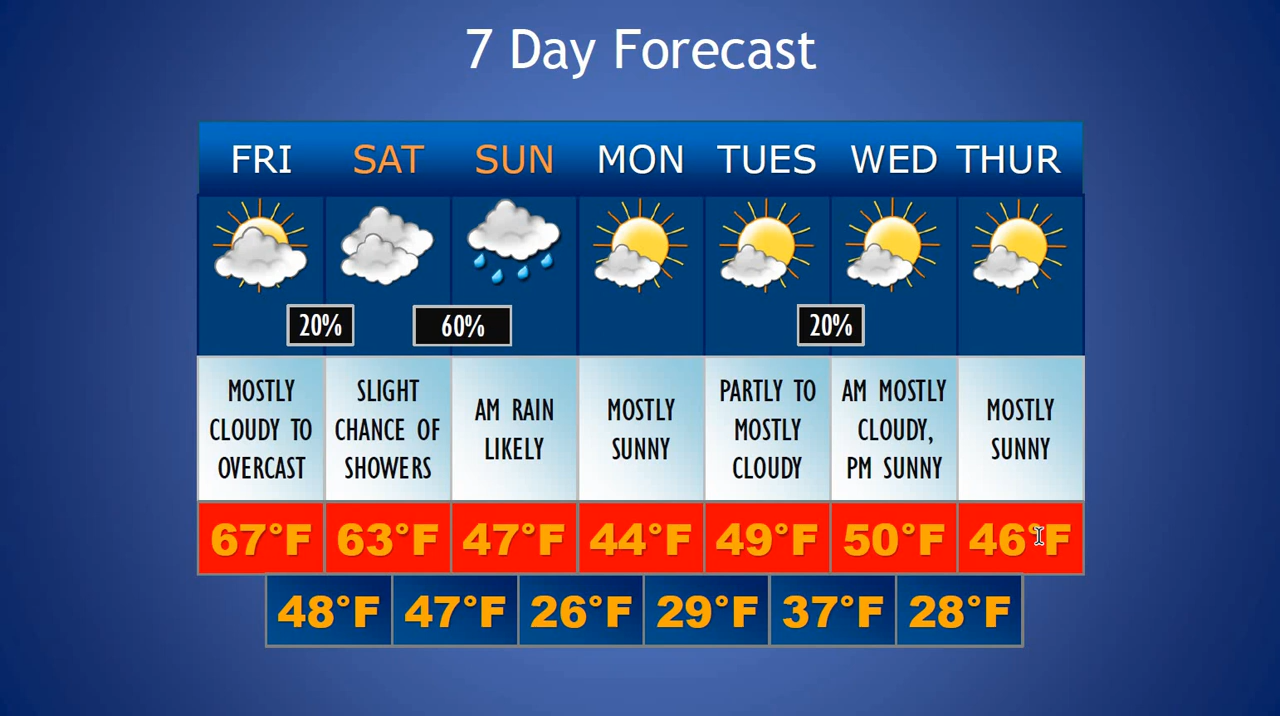 7 Day Forecast
FRI SAT SUN MON TUES WED THUR
20% 60% 20%
MOSTLY
CLOUDY TO
OVERCAST
SLIGHT
CHANCE OF
SHOWERS
AM RAIN
LIKELY
MOSTLY
SUNNY
PARTLY TO
MOSTLY
CLOUDY
AM MOSTLY
CLOUDY,
PM SUNNY
MOSTLY
SUNNY
67°F 63°F 47°F 44°F 49°F 50°F 46°F
48°F 47°F 26°F 29°F 37°F 28°F